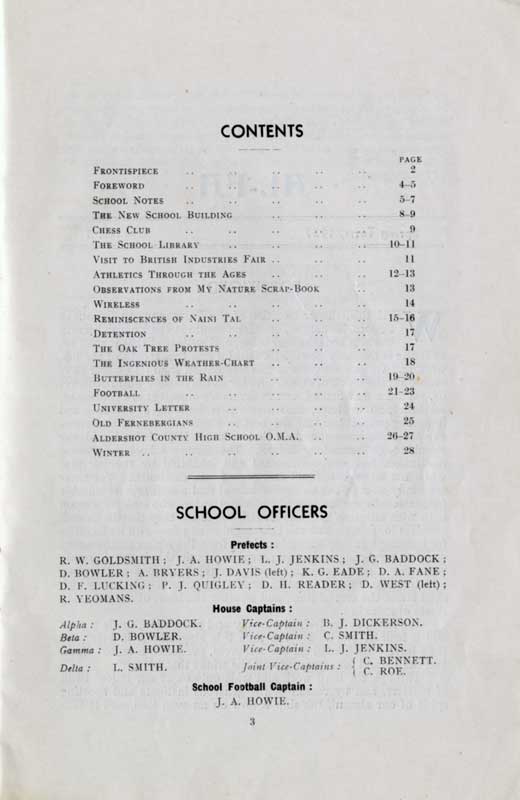 CONTENTS
PAGE
FRONTISPIECE .. .. .. .. 2
FOREWORD .. .. .. .. .. 4-5
SCHOOL NOTES .. .. .. .. 5-7
THE NEW SCHOOL BUILDING .. .. .. 8-9
CHESS CLUB .. .. .. .. .. 9
THE SCHOOL LIBRARY .. .. .. .. 10-11
VISIT TO BRITISH INDUSTRIES FAIR .. .. .. 11
ATHLETICS THROUGH THE AGES .. .. .. 12-13
OBSERVATIONS FROM MY NATURE SCRAP-BOOK .. 13
WIRELESS .. .. .. .. .. 14
REMINISCENCES OF NAINI TAL .. .. .. 15-16
DETENTION .. .. .. .. .. 17
THE OAK TREE PROTESTS .. .. .. 17
THE INGENIOUS WEATHER-CHART .. .. .. 18
BUTTERFLIES IN THE RAIN .. .. .. 19-20
FOOTBALL .. .. .. .. .. 21-23
UNIVERSITY LETTER .. .. .. .. 24
OLD FERNEBERGIANS .. .. .. .. 25
ALDERSHOT COUNTY HIGH SCHOOL O.M.A. .. .. 26-27
WINTER .. .. .. .. .. .. 28
SCHOOL OFFICERS
Prefects :
R. W. GOLDSMITH ; J. A. HOWIE ; L. J. JENKINS ; J. G. BADDOCK ;
D. BOWLER ; A. BRYERS ; J. DAVIS (left) ; K. G. EADE ; D. A. FANE ;
D. F. LUCKING ; P. J. QUIGLEY ; D. H. READER ; D. WEST (left) ;
R. YEOMANS.
House Captains :
Alpha : J. G. BADDOCK. Vice-Captain : B. J. DICKERSON.
Beta : D. BOWLER. Vice-Captain : C. SMITH.
Gamma : J. A. HOWIE. Vice-Captain : L. J. JENKINS.
Delta : L. SMITH. Joint Vice-Captains : { C. BENNETT.
C. ROE.
School Football Captain :
J. A. HOWIE.
3